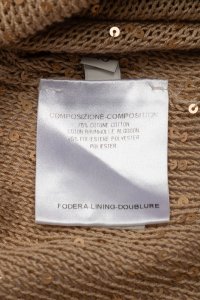 COMPOSIZIONE-COMPOSITION
COTONE COTTON
COTON BAUMWOLLE ALGODON
POLIESTERE POLYESTER
POLYESTER
FODERA-LINING-DOUBLURE